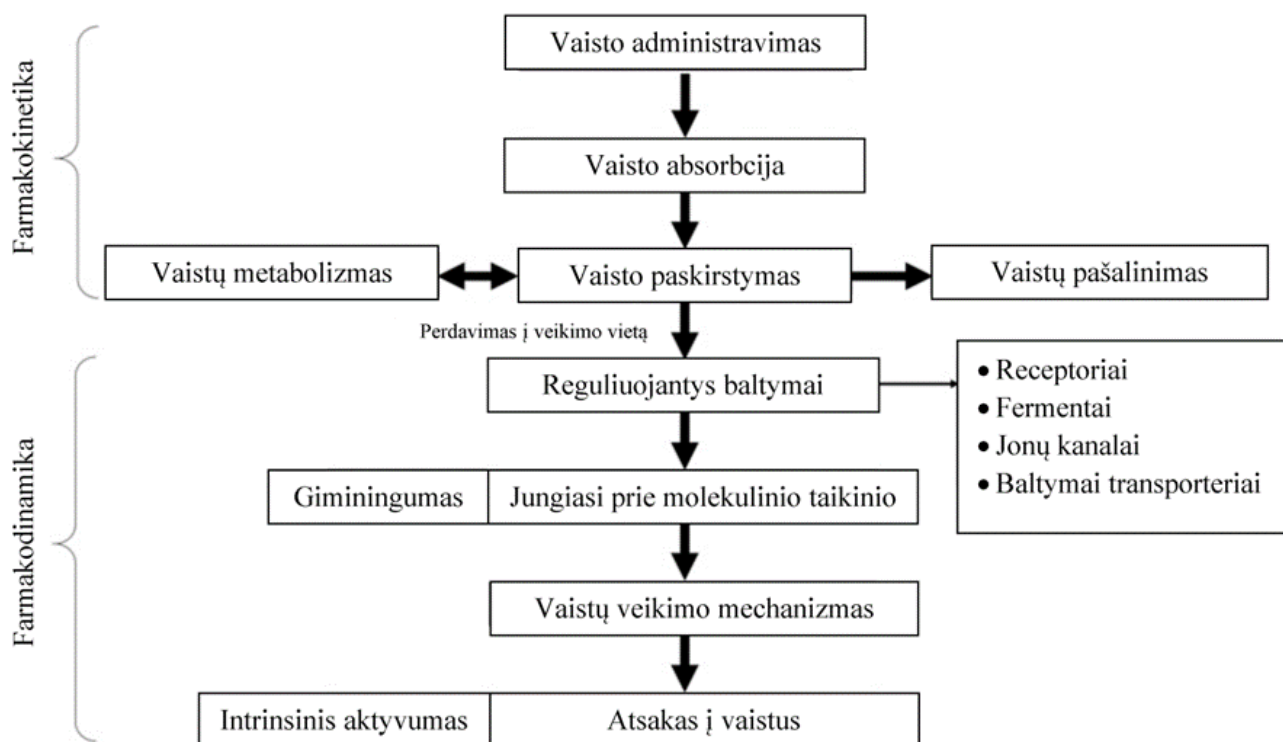 Farmakokinetika
Vaisto administravimas
Vaisto absorbcija
Vaistų metabolizmas
Vaisto paskirstymas
Vaistų pašalinimas
Perdavimas į veikimo vietą
Farmakodinamika
Reguliuojantys baltymai
• Receptoriai
• Fermentai
• Jonų kanalai
• Baltymai transporteriai
Giminingumas
Jungiasi prie molekulinio taikinio
Vaistų veikimo mechanizmas
Intrinsinis aktyvumas
Atsakas į vaistus